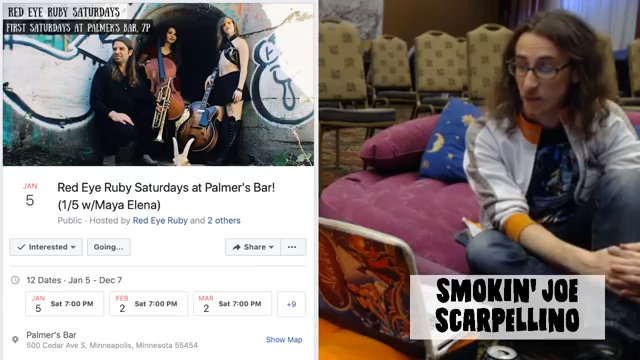 RED EYE RUBY SATURDAYS
FIRST SATURDAYS AT PALMER'S BAR, 7P
JAN
5
Red Eye Ruby Saturdays at Palmer's Bar!
(1/5 w/Maya Elena)
Public · Hosted by Red Eye Ruby and 2 others
Interested
Going...
Share
12 Dates · Jan 5 - Dec 7
JAN
5
Sat 7:00 PM
FEB
2
Sat 7:00 PM
MAR
2
Sat 7:00 PM
+9
Palmer's Bar
500 Cedar Ave S, Minneapolis, Minnesota 55454
Show Map
SMOKIN' JOE
SCARPELLINO